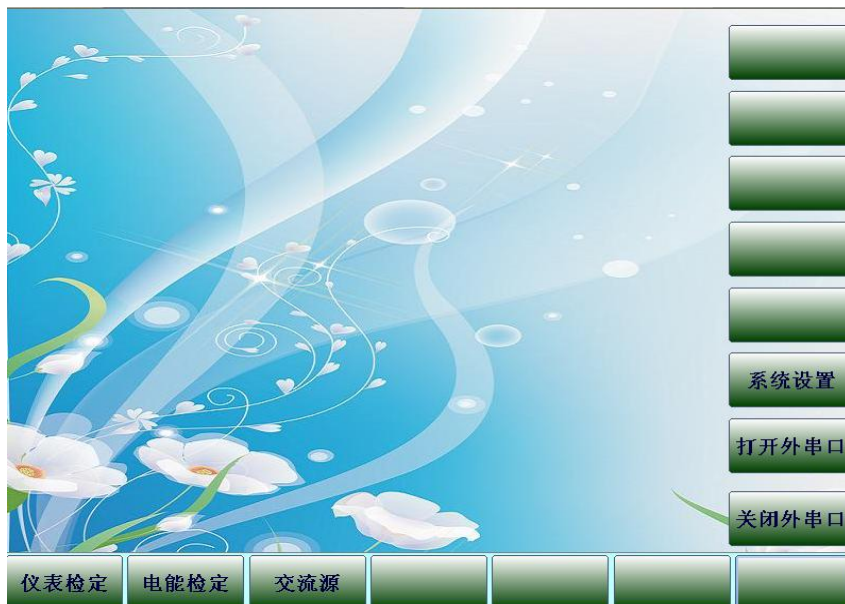 系统设置
打开外串口
关闭外串口
仪表检定
电能检定
交流源